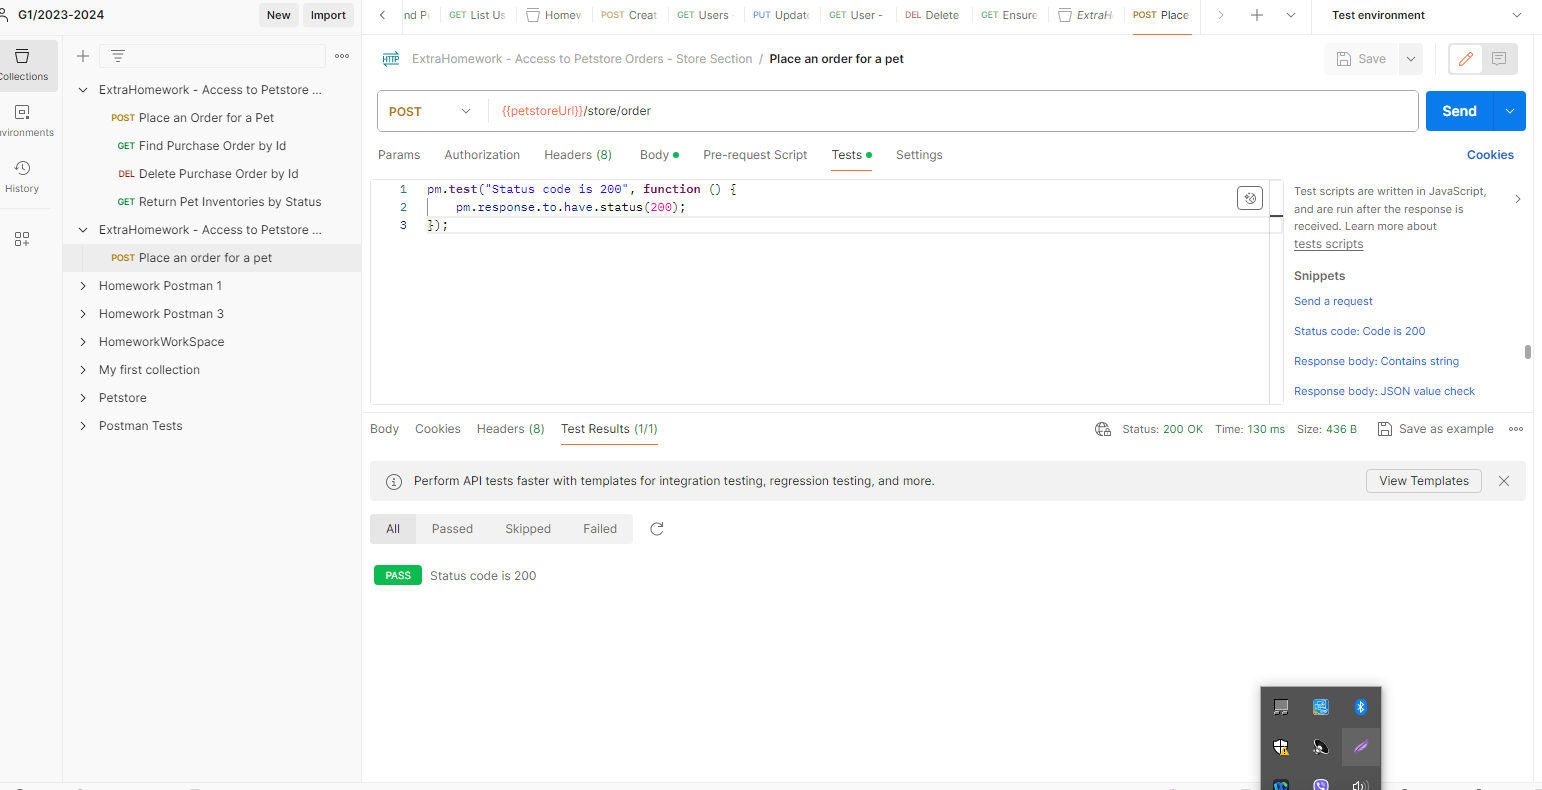 G1/2023-2024
New
Import
GET List Us
Homew
POST Creat
GET Users
PUT Update
GET User -
DEL Delete
GET Ensure
ExtraH
POST Place
Test environment
Collections
ExtraHomework - Access to Petstore Orders - Store Section / Place an order for a pet
Save
ExtraHomework - Access to Petstore ...
POST Place an Order for a Pet
GET Find Purchase Order by Id
DEL Delete Purchase Order by Id
GET Return Pet Inventories by Status
ExtraHomework - Access to Petstore ...
POST Place an order for a pet
Homework Postman 1
Homework Postman 3
HomeworkWorkSpace
My first collection
Petstore
Postman Tests
vironments
History
POST
{{petstoreUrl}}/store/order
Send
Params
Authorization
Headers (8)
Body
Pre-request Script
Tests
Settings
Cookies
1 pm.test("Status code is 200", function () {
2 pm.response.to.have.status(200);
3 });
Test scripts are written in JavaScript,
and are run after the response is
received. Learn more about
tests scripts
Snippets
Send a request
Status code: Code is 200
Response body: Contains string
Response body: JSON value check
Body
Cookies
Headers (8)
Test Results (1/1)
Status: 200 OK
Time: 130 ms
Size: 436 B
Save as example
Perform API tests faster with templates for integration testing, regression testing, and more.
View Templates
All
Passed
Skipped
Failed
PASS Status code is 200